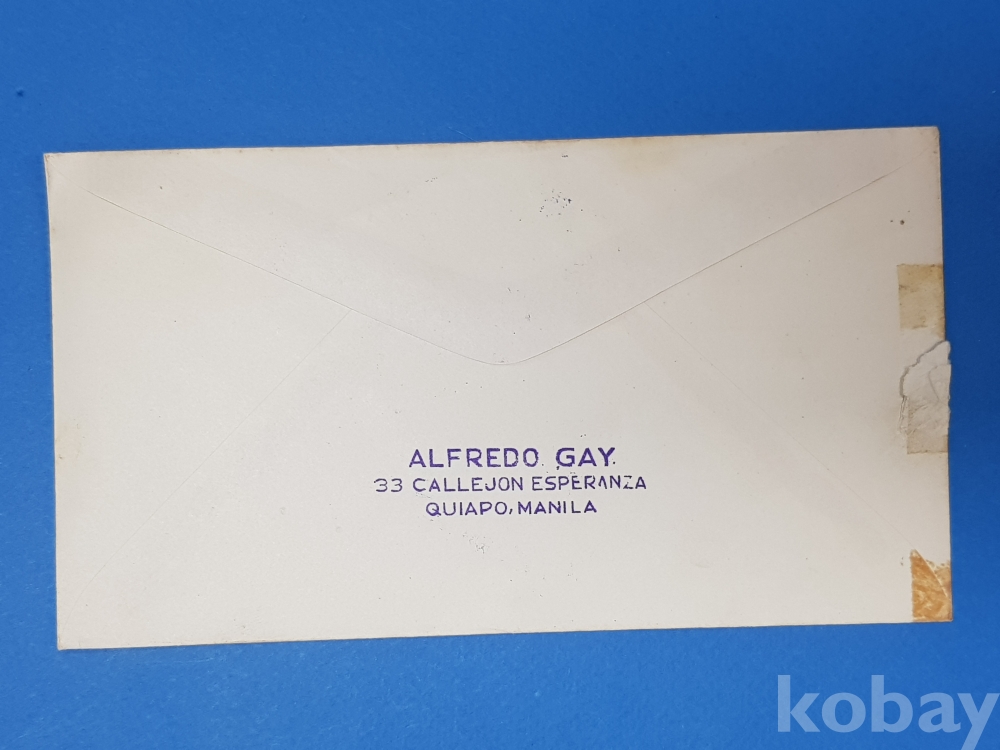 ALFREDO. GAY.
33 CALLEJON ESPERANZA
QUIAPO, MANILA
kobay